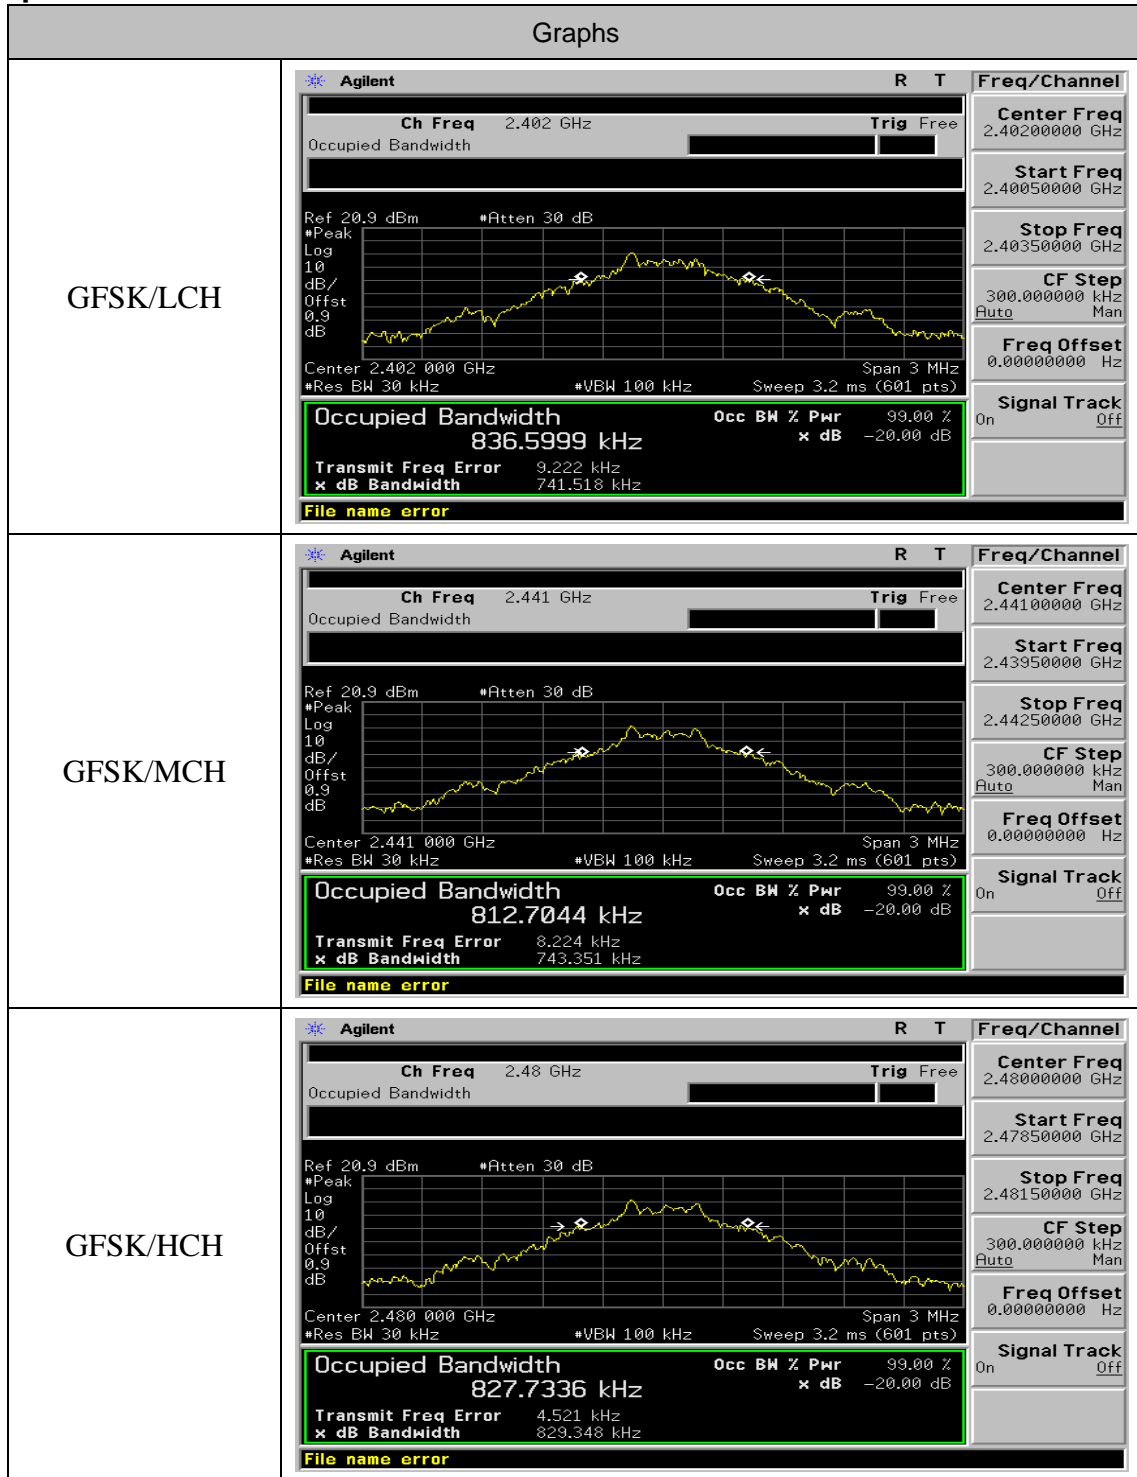 Graphs
GFSK/LCH
Agilent R T Freq/Channel
Ch Freq 2.402 GHz Trig Free
Occupied Bandwidth
Center Freq
2.40200000 GHz
Start Freq
2.40050000 GHz
Stop Freq
2.40350000 GHz
CF Step
300.000000 kHz
Auto Man
Freq Offset
0.00000000 Hz
Signal Track
On Off
Ref 20.9 dBm #Atten 30 dB
#Peak
Log
10
dB/
Offst
0.9
dB
Center 2.402 000 GHz Span 3 MHz
#Res BW 30 kHz #VBW 100 kHz Sweep 3.2 ms (601 pts)
Occupied Bandwidth Occ BW % Pwr 99.00 %
836.5999 kHz x dB -20.00 dB
Transmit Freq Error 9.222 kHz
x dB Bandwidth 741.518 kHz
File name error
GFSK/MCH
Agilent R T Freq/Channel
Ch Freq 2.441 GHz Trig Free
Occupied Bandwidth
Center Freq
2.44100000 GHz
Start Freq
2.43950000 GHz
Stop Freq
2.44250000 GHz
CF Step
300.000000 kHz
Auto Man
Freq Offset
0.00000000 Hz
Signal Track
On Off
Ref 20.9 dBm #Atten 30 dB
#Peak
Log
10
dB/
Offst
0.9
dB
Center 2.441 000 GHz Span 3 MHz
#Res BW 30 kHz #VBW 100 kHz Sweep 3.2 ms (601 pts)
Occupied Bandwidth Occ BW % Pwr 99.00 %
812.7044 kHz x dB -20.00 dB
Transmit Freq Error 8.224 kHz
x dB Bandwidth 743.351 kHz
File name error
GFSK/HCH
Agilent R T Freq/Channel
Ch Freq 2.48 GHz Trig Free
Occupied Bandwidth
Center Freq
2.48000000 GHz
Start Freq
2.47850000 GHz
Stop Freq
2.48150000 GHz
CF Step
300.000000 kHz
Auto Man
Freq Offset
0.00000000 Hz
Signal Track
On Off
Ref 20.9 dBm #Atten 30 dB
#Peak
Log
10
dB/
Offst
0.9
dB
Center 2.480 000 GHz Span 3 MHz
#Res BW 30 kHz #VBW 100 kHz Sweep 3.2 ms (601 pts)
Occupied Bandwidth Occ BW % Pwr 99.00 %
827.7336 kHz x dB -20.00 dB
Transmit Freq Error 4.521 kHz
x dB Bandwidth 829.348 kHz
File name error